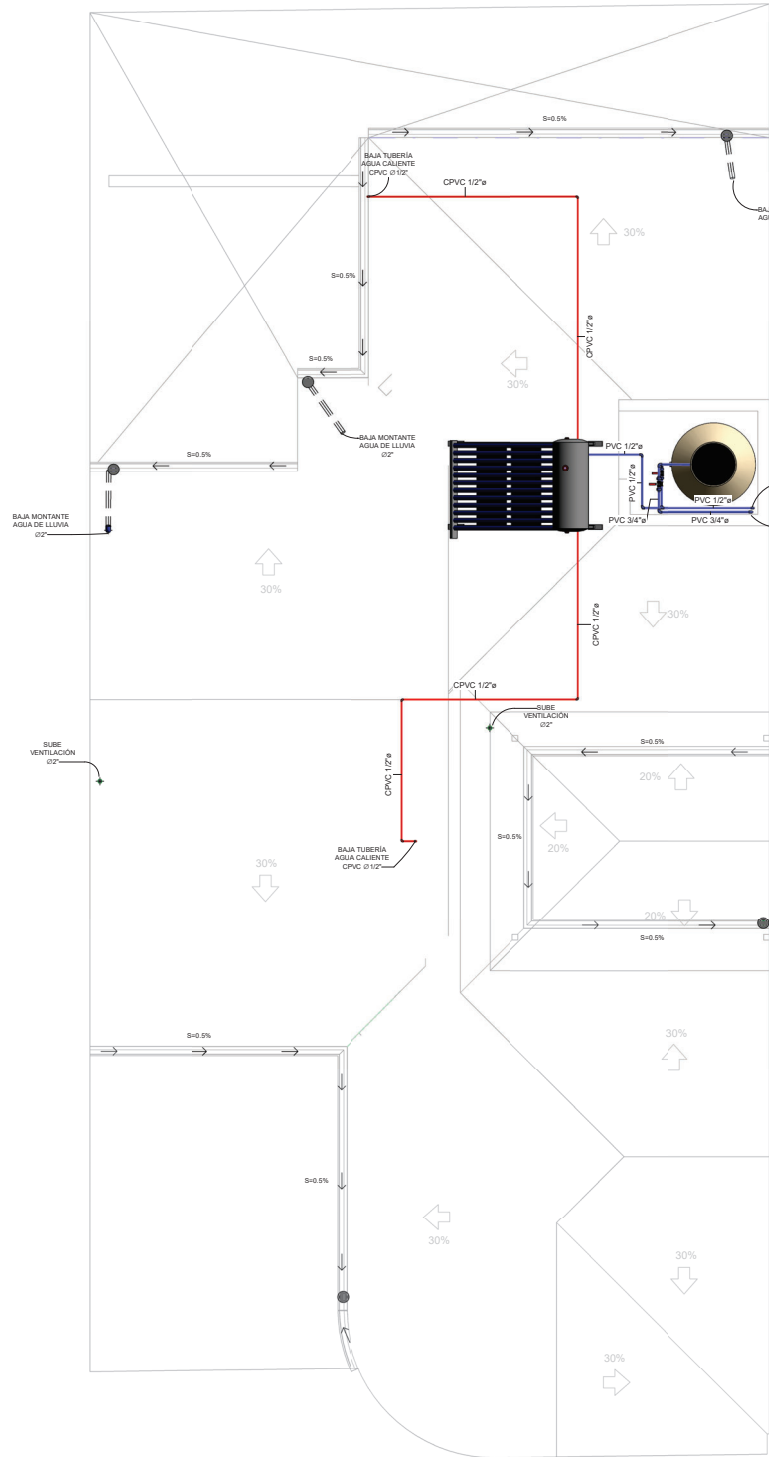 S=0.5%
BAJA TUBERÍA
AGUA CALIENTE
CPVC Ø1/2"
CPVC 1/2"ø
BAJ
AGU
30%
S=0.5%
CPVC 1/2"ø
S=0.5%
30%
BAJA MONTANTE
AGUA DE LLUVIA
Ø2"
PVC 1/2"ø
S=0.5%
PVC 1/2"ø
PVC 1/2"ø
PVC 3/4"ø
PVC 3/4"ø
BAJA MONTANTE
AGUA DE LLUVIA
Ø2"
30%
CPVC 1/2"ø
30%
CPVC 1/2"ø
SUBE
VENTILACIÓN
Ø2"
SUBE
VENTILACIÓN
Ø2"
S=0.5%
CPVC 1/2"ø
20%
S=0.5%
20%
BAJA TUBERÍA
AGUA CALIENTE
CPVC Ø1/2"
30%
20%
S=0.5%
S=0.5%
30%
S=0.5%
30%
30%
30%